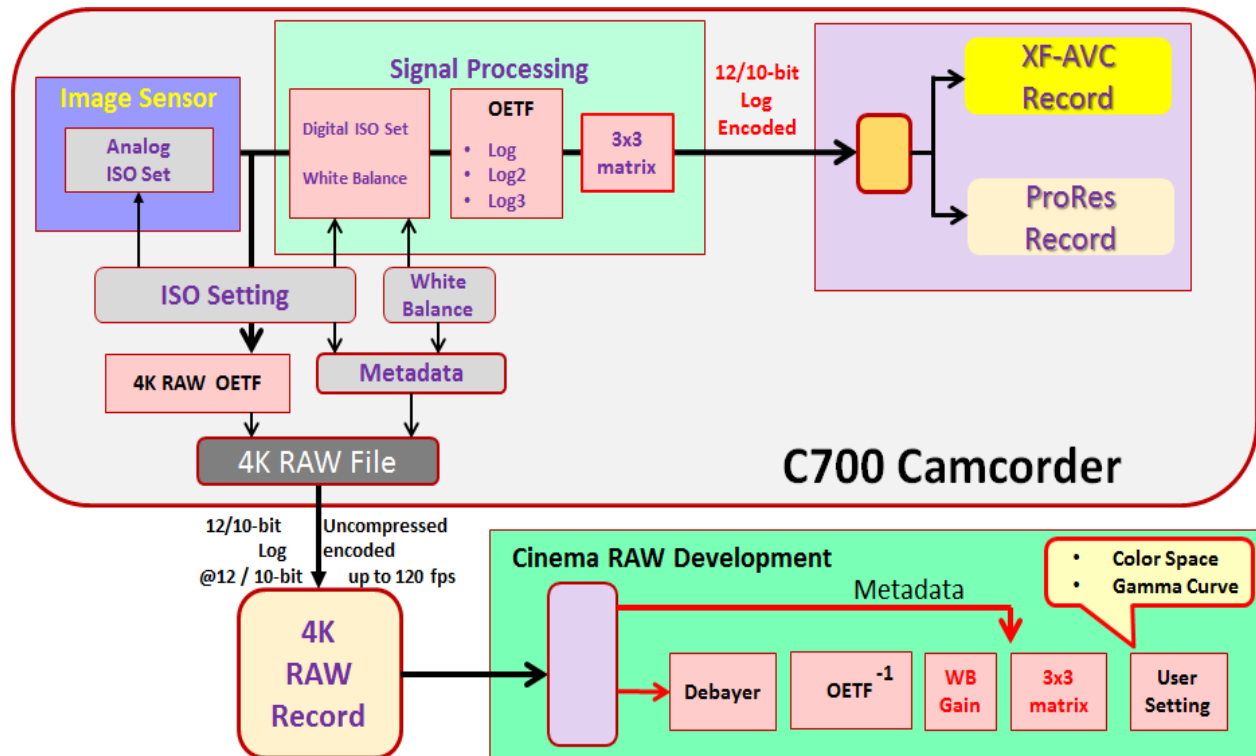 Image Sensor
Analog
ISO Set
Signal Processing
Digital ISO Set
White Balance
OETF
• Log
• Log2
• Log3
3x3
matrix
12/10-bit
Log
Encoded
XF-AVC
Record
ProRes
Record
ISO Setting
White
Balance
4K RAW OETF
Metadata
4K RAW File
C700 Camcorder
12/10-bit Uncompressed
Log encoded
@12 / 10-bit up to 120 fps
4K
RAW
Record
Cinema RAW Development
Metadata
• Color Space
• Gamma Curve
Debayer
OETF -1
WB
Gain
3x3
matrix
User
Setting